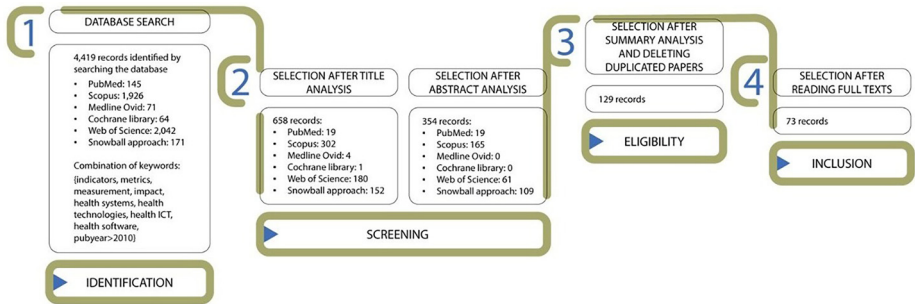 1
DATABASE SEARCH
4,419 records identified by
searching the database
• PubMed: 145
• Scopus: 1,926
• Medline Ovid: 71
• Cochrane library: 64
• Web of Science: 2,042
• Snowball approach: 171
Combination of keywords:
(indicators, metrics,
measurement, impact,
health systems, health
technologies, health ICT,
health software,
pubyear>2010)
IDENTIFICATION
2
SELECTION AFTER TITLE
ANALYSIS
658 records:
• PubMed: 19
• Scopus: 302
• Medline Ovid: 4
• Cochrane library: 1
• Web of Science: 180
• Snowball approach: 152
SELECTION AFTER
ABSTRACT ANALYSIS
354 records:
• PubMed: 19
• Scopus: 165
• Medline Ovid: 0
• Cochrane library: 0
• Web of Science: 61
• Snowball approach: 109
SCREENING
3
SELECTION AFTER
SUMMARY ANALYSIS
AND DELETING
DUPLICATED PAPERS
129 records
ELIGIBILITY
4
SELECTION AFTER
READING FULL TEXTS
73 records
INCLUSION